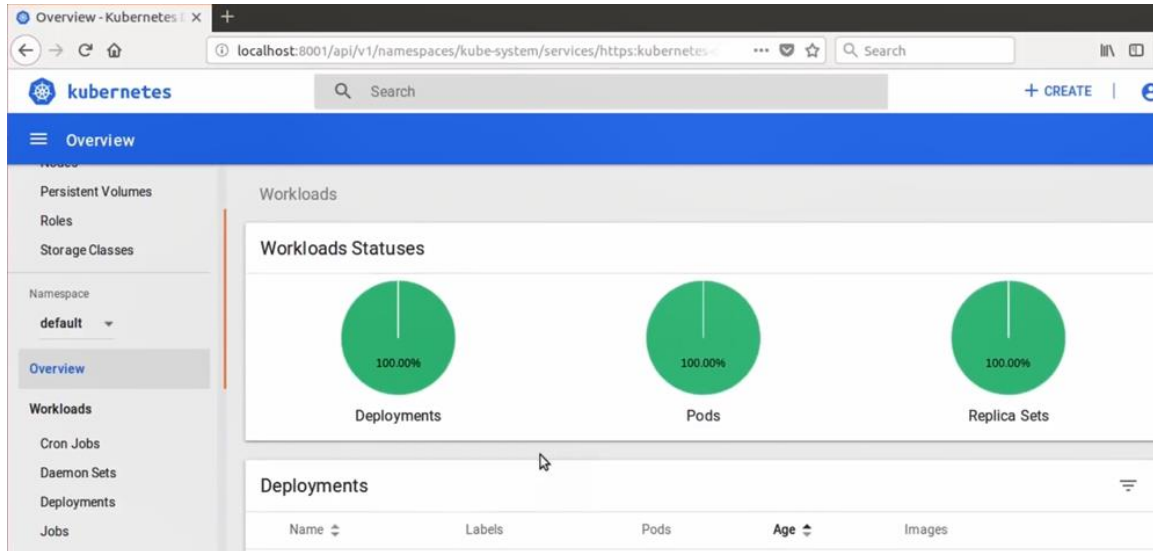 Overview - Kubernetes
localhost:8001/api/v1/namespaces/kube-system/services/https:kubernetes-
Search
kubernetes
Search
+ CREATE
Overview
Nodes
Persistent Volumes
Roles
Storage Classes
Namespace
default
Overview
Workloads
Cron Jobs
Daemon Sets
Deployments
Jobs
Workloads
Workloads Statuses
100.00% 100.00% 100.00%
Deployments Pods Replica Sets
Deployments
Name Labels Pods Age Images